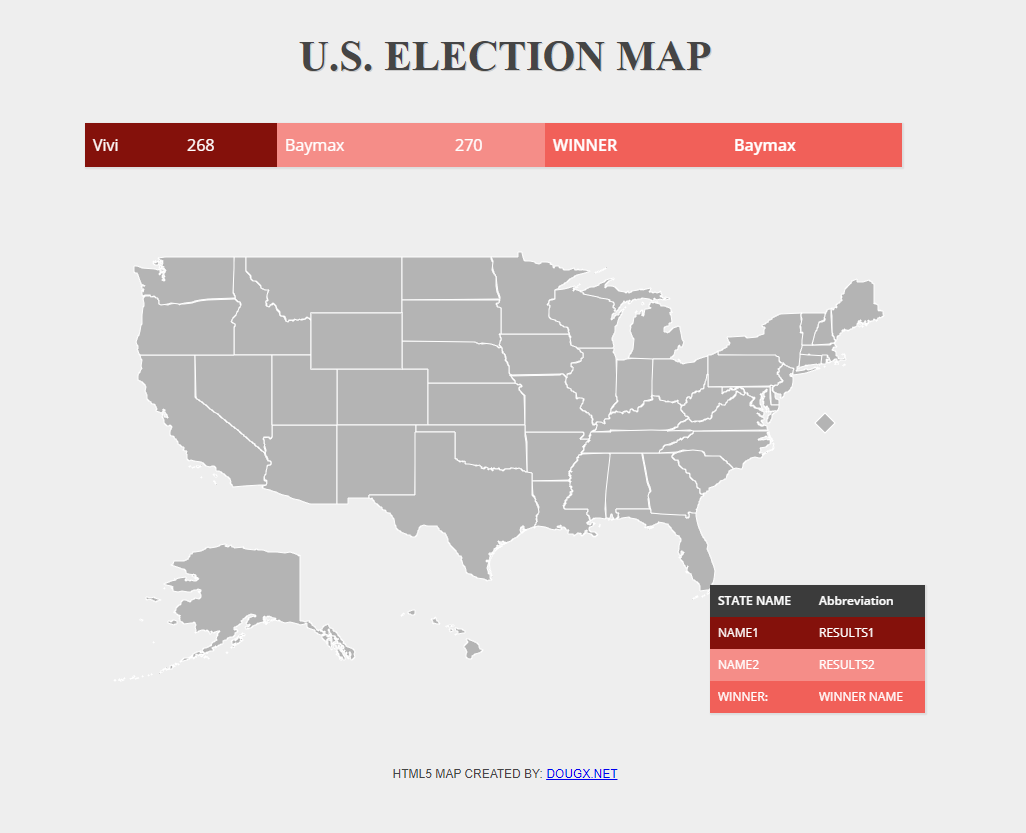 U.S. ELECTION MAP
Vivi 268 Baymax 270 WINNER Baymax
STATE NAME Abbreviation
NAME1 RESULTS1
NAME2 RESULTS2
WINNER: WINNER NAME
HTML5 MAP CREATED BY: DOUGX.NET